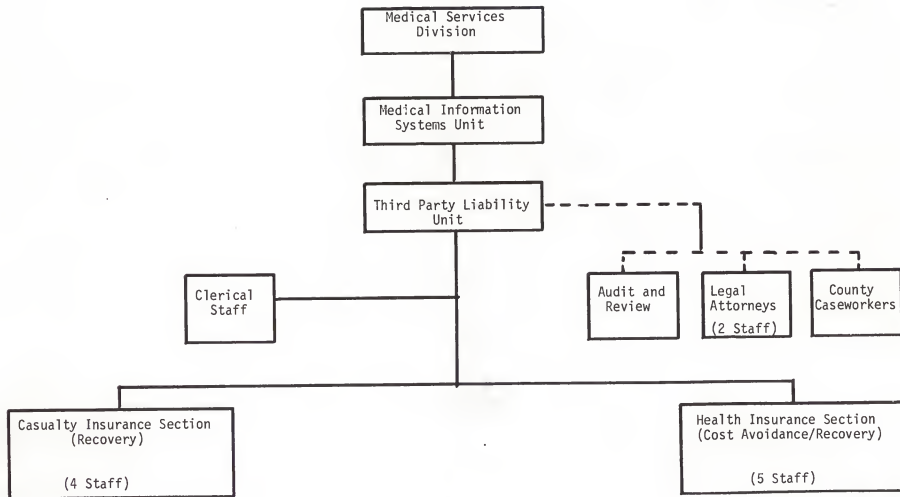 Medical Services
Division
Medical Information
Systems Unit
Third Party Liability
Unit
Clerical
Staff
Audit and
Review
Legal
Attorneys
(2 Staff)
County
Caseworkers
Casualty Insurance Section
(Recovery)
(4 Staff)
Health Insurance Section
(Cost Avoidance/Recovery)
(5 Staff)